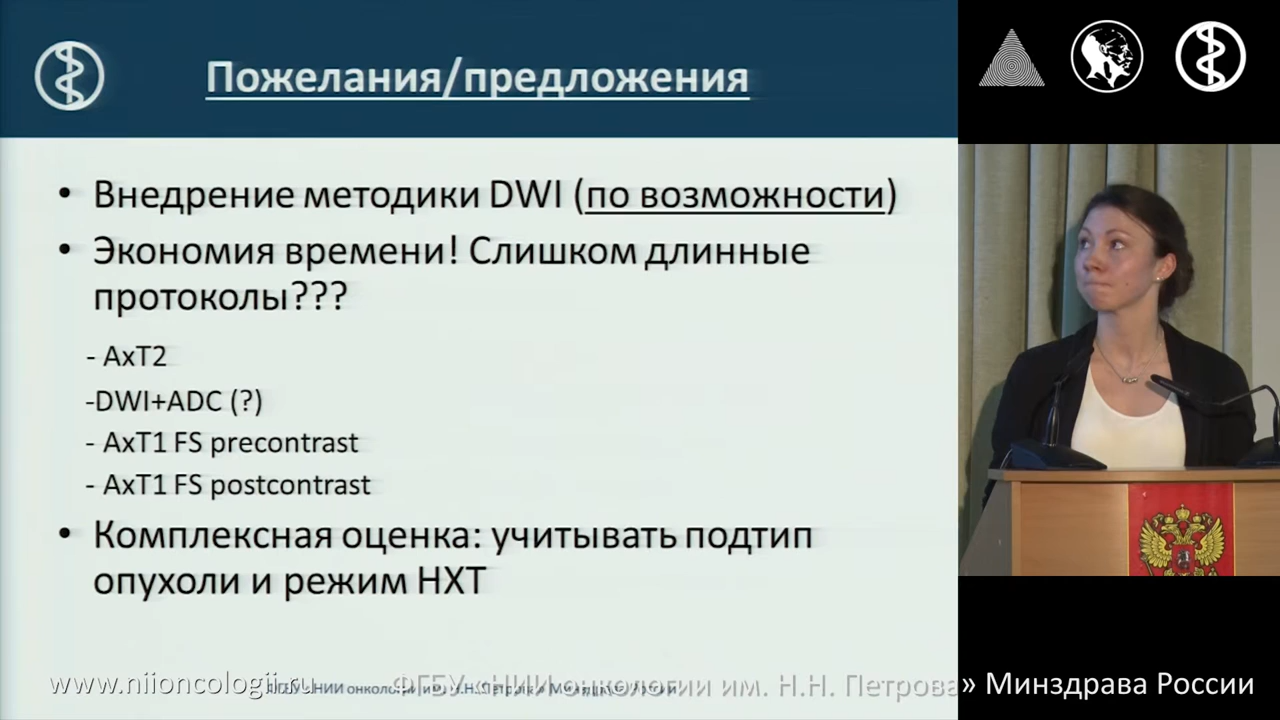 Пожелания/предложения
• Внедрение методики DWI (по возможности)
• Экономия времени! Слишком длинные
протоколы???
- AxT2
-DWI+ADC (?)
- AxT1 FS precontrast
- AxT1 FS postcontrast
• Комплексная оценка: учитывать подтип
опухоли и режим НХТ
www.niioncologii.ru
ФГБУ «НИИ онкологии им. Н.Н. Петрова» Минздрава России